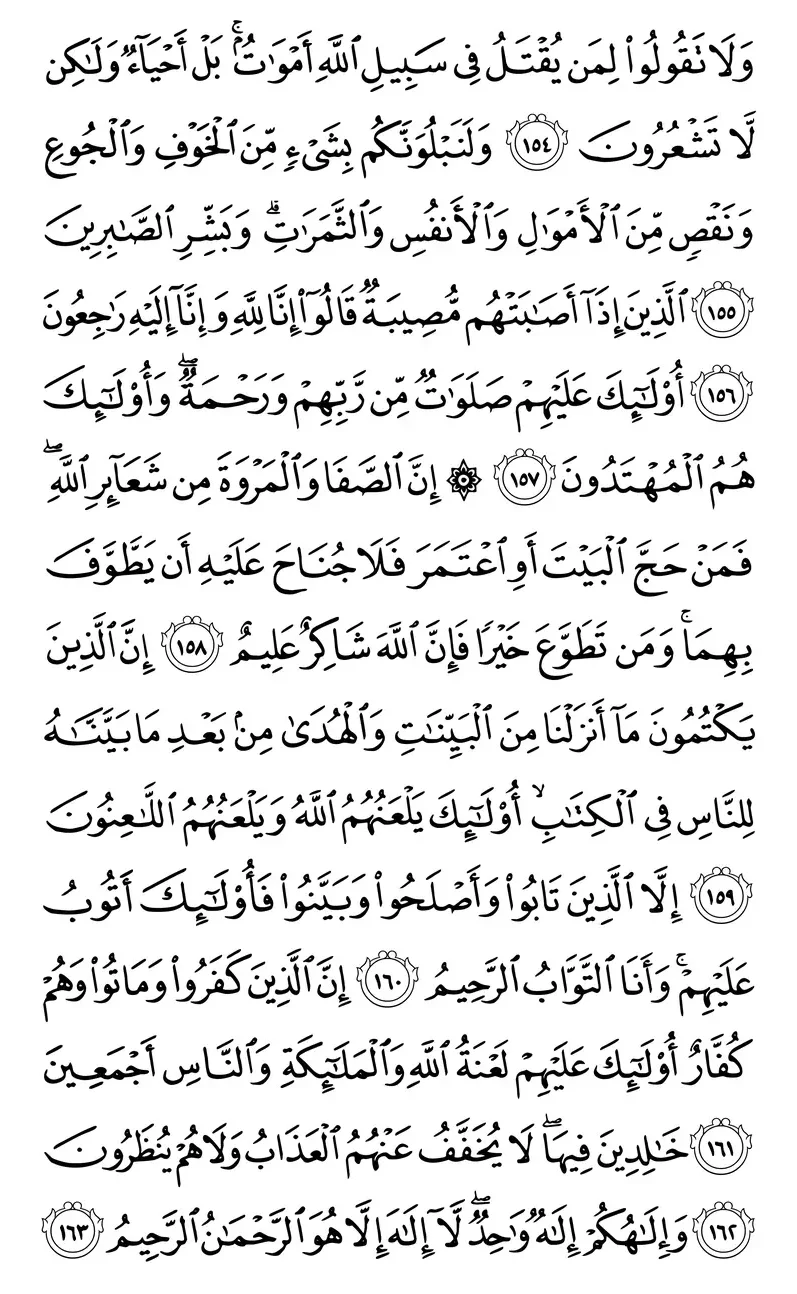 وَلَا تَقُولُوا۟ لِمَن يُقْتَلُ فِى سَبِيلِ ٱللَّهِ أَمْوَٰتٌۢ ۚ بَلْ أَحْيَآءٌ وَلَـٰكِن
لَّا تَشْعُرُونَ ١٥٤ وَلَنَبْلُوَنَّكُم بِشَىْءٍ مِّنَ ٱلْخَوْفِ وَٱلْجُوعِ
وَنَقْصٍ مِّنَ ٱلْأَمْوَٰلِ وَٱلْأَنفُسِ وَٱلثَّمَرَٰتِ ۗ وَبَشِّرِ ٱلصَّـٰبِرِينَ
١٥٥ ٱلَّذِينَ إِذَآ أَصَـٰبَتْهُم مُّصِيبَةٌ قَالُوٓا۟ إِنَّا لِلَّهِ وَإِنَّآ إِلَيْهِ رَٰجِعُونَ
١٥٦ أُو۟لَـٰٓئِكَ عَلَيْهِمْ صَلَوَٰتٌ مِّن رَّبِّهِمْ وَرَحْمَةٌ ۖ وَأُو۟لَـٰٓئِكَ
هُمُ ٱلْمُهْتَدُونَ ١٥٧ ۞ إِنَّ ٱلصَّفَا وَٱلْمَرْوَةَ مِن شَعَآئِرِ ٱللَّهِ ۖ
فَمَنْ حَجَّ ٱلْبَيْتَ أَوِ ٱعْتَمَرَ فَلَا جُنَاحَ عَلَيْهِ أَن يَطَّوَّفَ
بِهِمَا ۚ وَمَن تَطَوَّعَ خَيْرًا فَإِنَّ ٱللَّهَ شَاكِرٌ عَلِيمٌ ١٥٨ إِنَّ ٱلَّذِينَ
يَكْتُمُونَ مَآ أَنزَلْنَا مِنَ ٱلْبَيِّنَـٰتِ وَٱلْهُدَىٰ مِنۢ بَعْدِ مَا بَيَّنَّـٰهُ
لِلنَّاسِ فِى ٱلْكِتَـٰبِ ۙ أُو۟لَـٰٓئِكَ يَلْعَنُهُمُ ٱللَّهُ وَيَلْعَنُهُمُ ٱللَّـٰعِنُونَ
١٥٩ إِلَّا ٱلَّذِينَ تَابُوا۟ وَأَصْلَحُوا۟ وَبَيَّنُوا۟ فَأُو۟لَـٰٓئِكَ أَتُوبُ
عَلَيْهِمْ ۚ وَأَنَا ٱلتَّوَّابُ ٱلرَّحِيمُ ١٦٠ إِنَّ ٱلَّذِينَ كَفَرُوا۟ وَمَاتُوا۟ وَهُمْ
كُفَّارٌ أُو۟لَـٰٓئِكَ عَلَيْهِمْ لَعْنَةُ ٱللَّهِ وَٱلْمَلَـٰٓئِكَةِ وَٱلنَّاسِ أَجْمَعِينَ
١٦١ خَـٰلِدِينَ فِيهَا ۖ لَا يُخَفَّفُ عَنْهُمُ ٱلْعَذَابُ وَلَا هُمْ يُنظَرُونَ
١٦٢ وَإِلَـٰهُكُمْ إِلَـٰهٌ وَٰحِدٌ ۖ لَّآ إِلَـٰهَ إِلَّا هُوَ ٱلرَّحْمَـٰنُ ٱلرَّحِيمُ ١٦٣